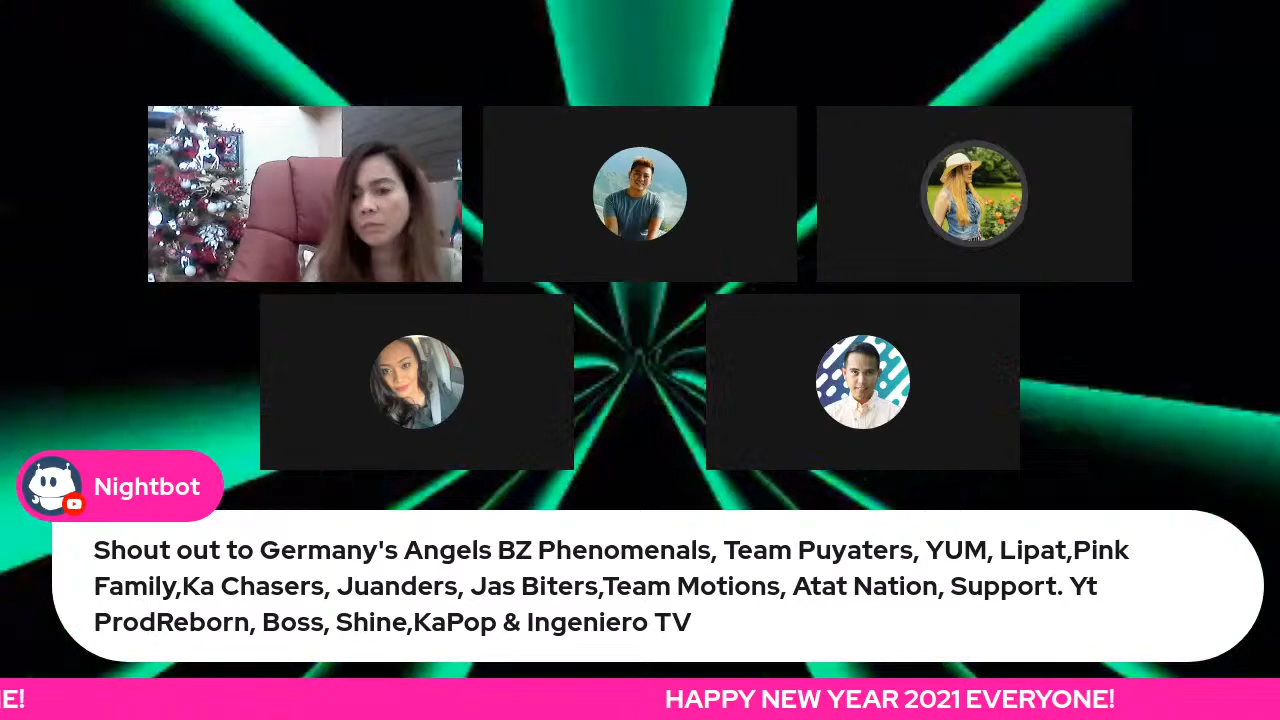 Nightbot
Shout out to Germany's Angels BZ Phenomenals, Team Puyaters, YUM, Lipat,Pink
Family,Ka Chasers, Juanders, Jas Biters,Team Motions, Atat Nation, Support. Yt
ProdReborn, Boss, Shine,KaPop & Ingeniero TV
E! HAPPY NEW YEAR 2021 EVERYONE!